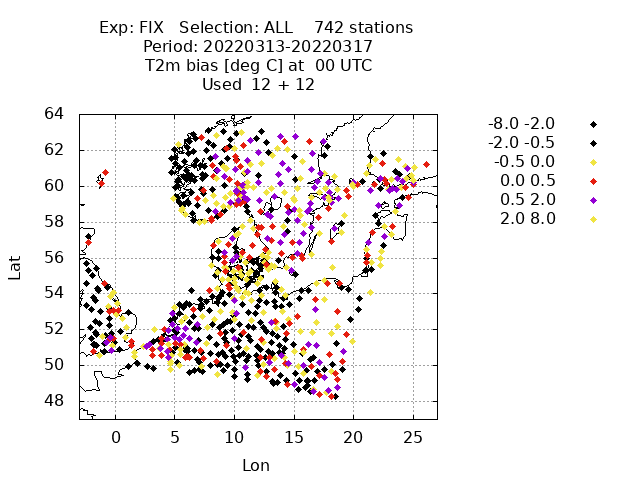 Exp: FIX   Selection: ALL    742 stations
Period: 20220313-20220317
T2m bias [deg C] at  00 UTC
Used  12 + 12
64
62
60
58
56
54
52
50
48
Lat
0 5 10 15 20 25
Lon
-8.0 -2.0
-2.0 -0.5
-0.5 0.0
0.0 0.5
0.5 2.0
2.0 8.0